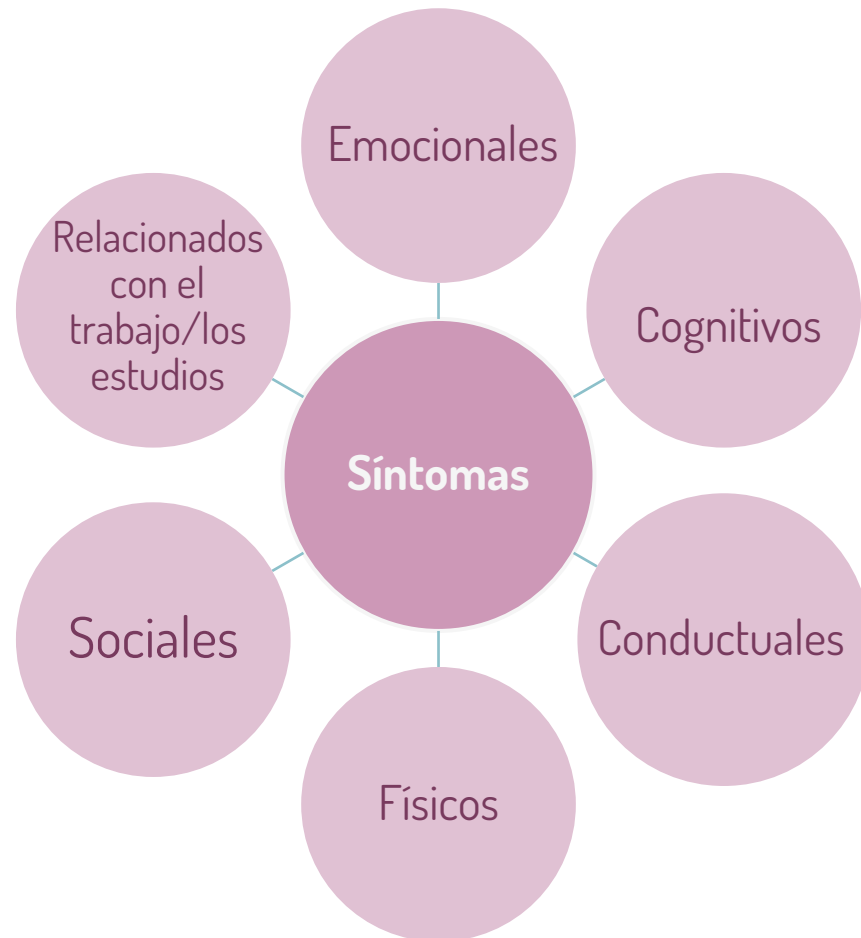 Emocionales
Cognitivos
Conductuales
Físicos
Sociales
Relacionados
con el
trabajo/los
estudios
Síntomas